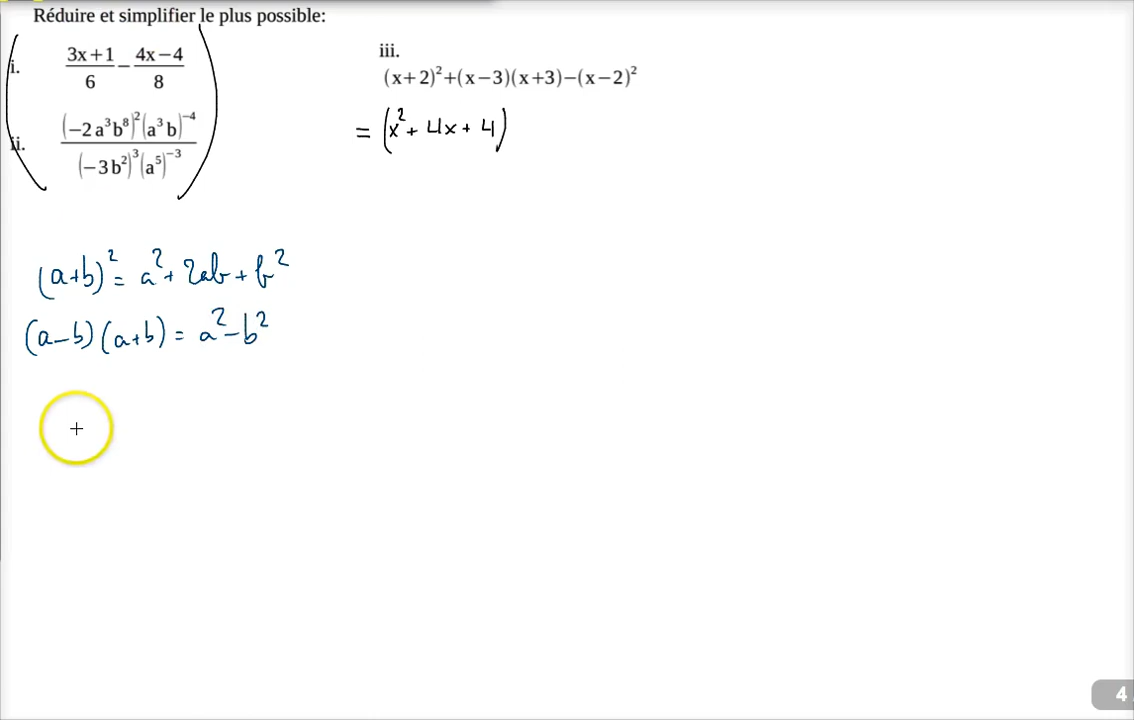 Réduire et simplifier le plus possible:
i. (3x+1)/6 − (4x−4)/8
ii. ((−2a³b⁸)²(a³b)⁻⁴)/((−3b²)³(a⁵)⁻³)
iii.
(x+2)²+(x−3)(x+3)−(x−2)²
= (x²+4x+4)
(a+b)² = a²+2ab+b²
(a−b)(a+b) = a²−b²
4